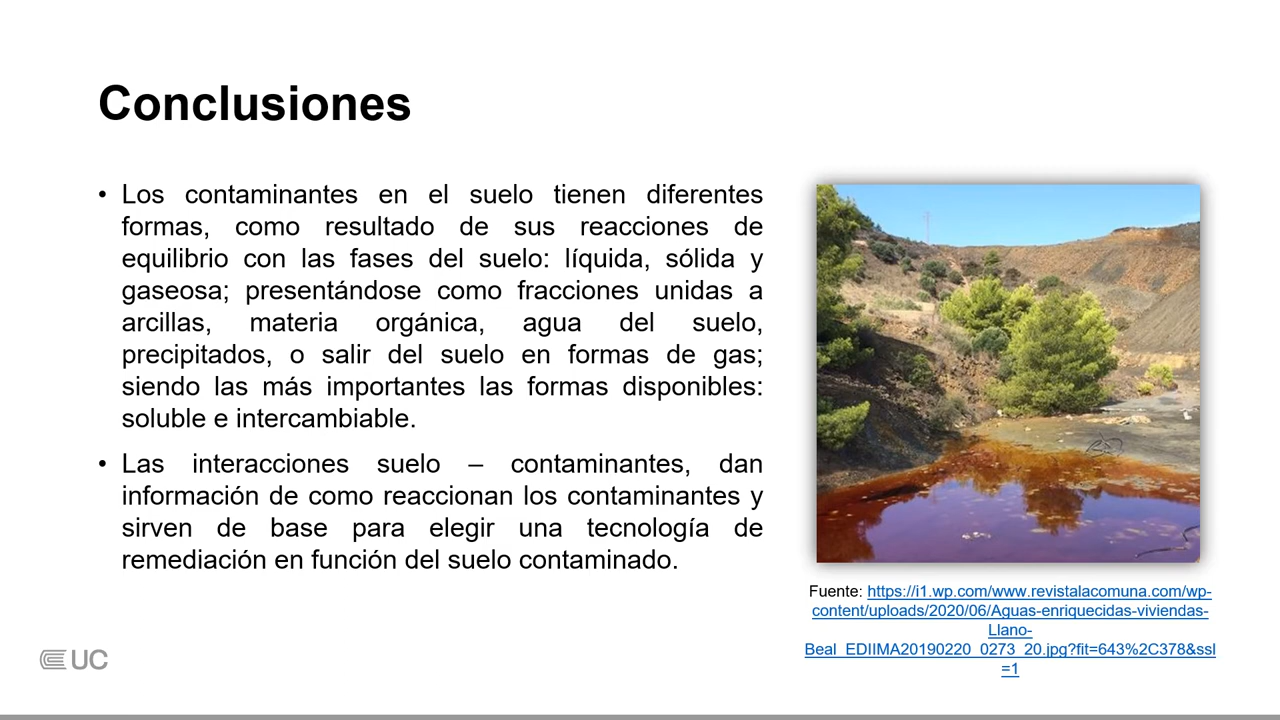 Conclusiones
• Los contaminantes en el suelo tienen diferentes
formas, como resultado de sus reacciones de
equilibrio con las fases del suelo: líquida, sólida y
gaseosa; presentándose como fracciones unidas a
arcillas, materia orgánica, agua del suelo,
precipitados, o salir del suelo en formas de gas;
siendo las más importantes las formas disponibles:
soluble e intercambiable.
• Las interacciones suelo – contaminantes, dan
información de como reaccionan los contaminantes y
sirven de base para elegir una tecnología de
remediación en función del suelo contaminado.
Fuente: https://i1.wp.com/www.revistalacomuna.com/wp-
content/uploads/2020/06/Aguas-enriquecidas-viviendas-
Llano-
Beal_EDIIMA20190220_0273_20.jpg?fit=643%2C378&ssl
=1
UC